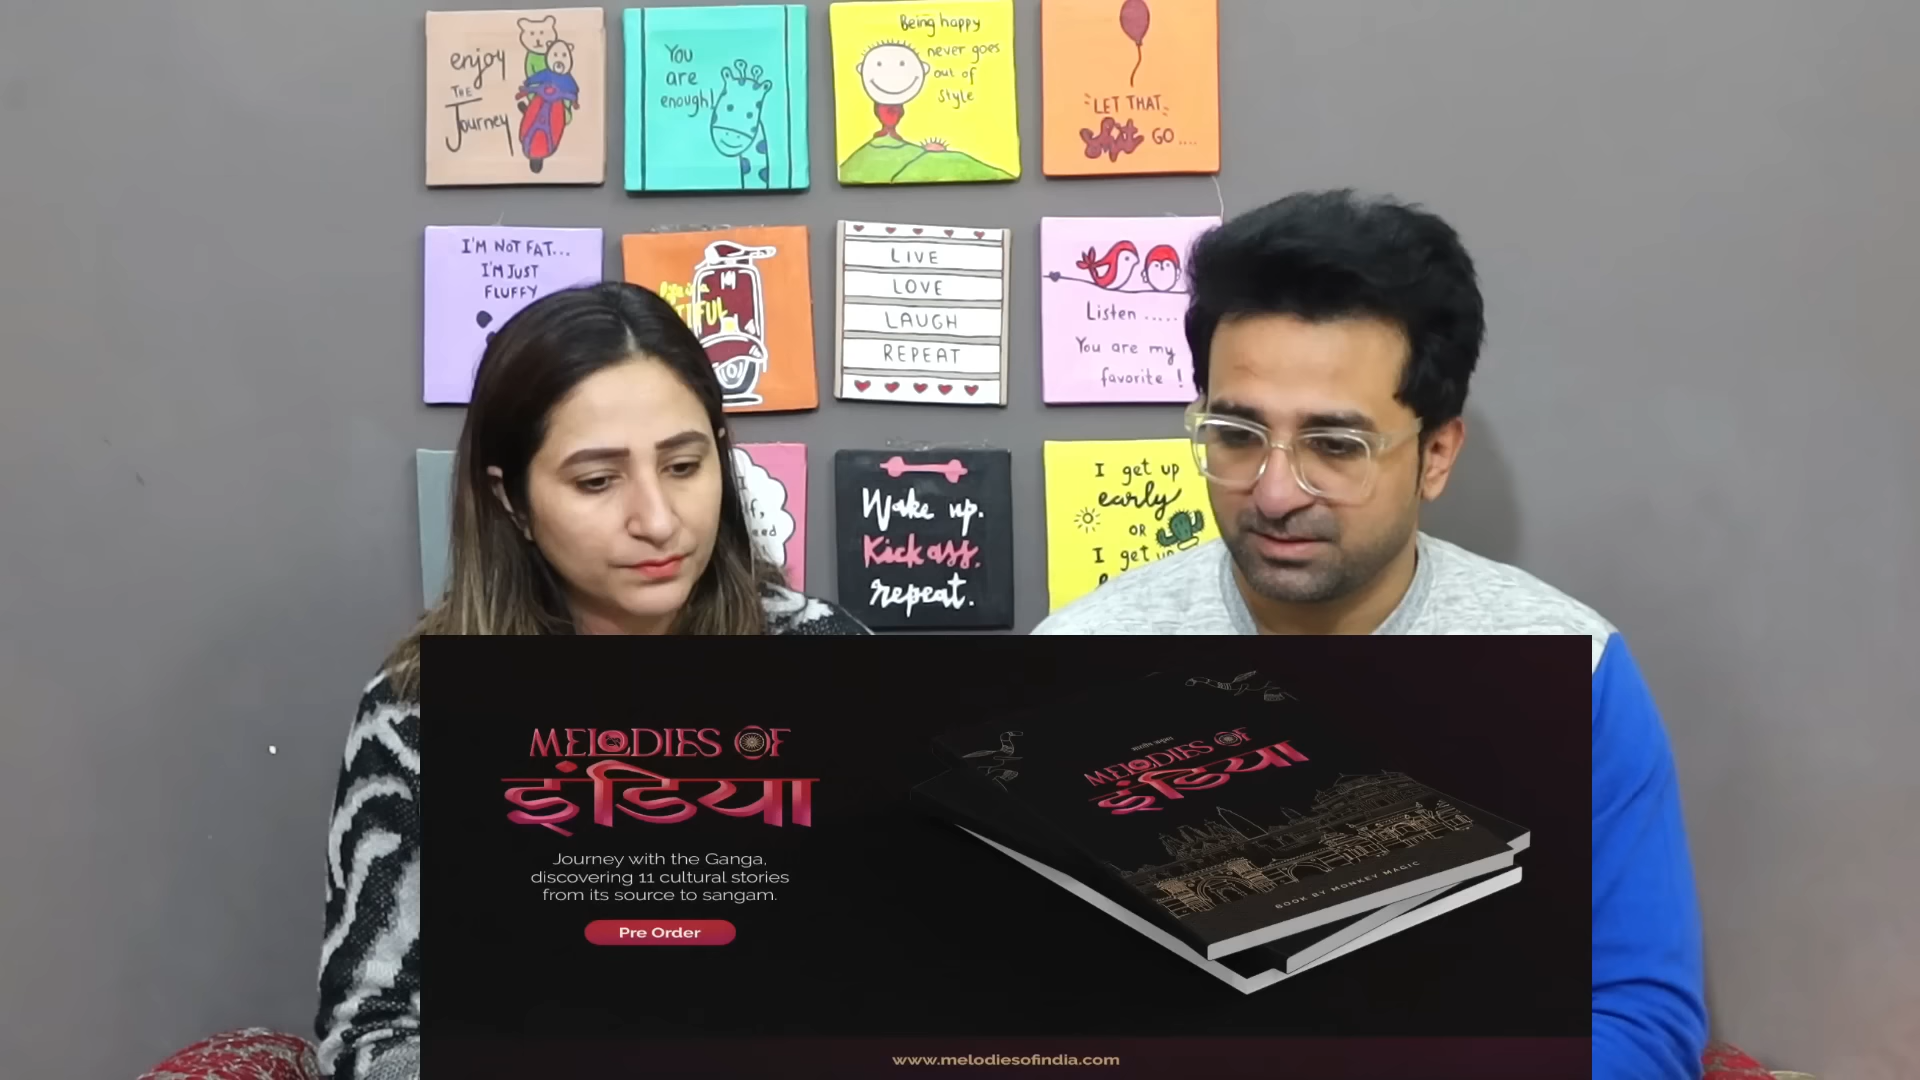 enjoy
THE
Journey
You
are
enough!
Being happy
never goes
out of
style
LET THAT
Shit GO ....
I'M NOT FAT...
I'M JUST
FLUFFY
life is a
LIVE
LOVE
LAUGH
REPEAT
Listen .....
You are my
favorite !
Wake up.
Kick ass.
repeat.
I get up
early
OR
I get up
MELODIES OF
इंडिया
Journey with the Ganga,
discovering 11 cultural stories
from its source to sangam.
Pre Order
MELODIES OF
इंडिया
BOOK BY MONKEY MAGIC
www.melodiesofindia.com